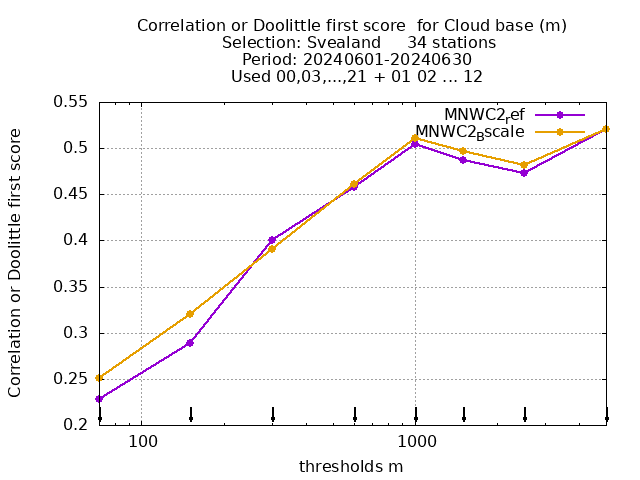 Correlation or Doolittle first score  for Cloud base (m)
Selection: Svealand     34 stations
Period: 20240601-20240630
Used 00,03,...,21 + 01 02 ... 12
MNWC2ref
MNWC2Bscale
Correlation or Doolittle first score
0.55
0.5
0.45
0.4
0.35
0.3
0.25
0.2
100
1000
thresholds m